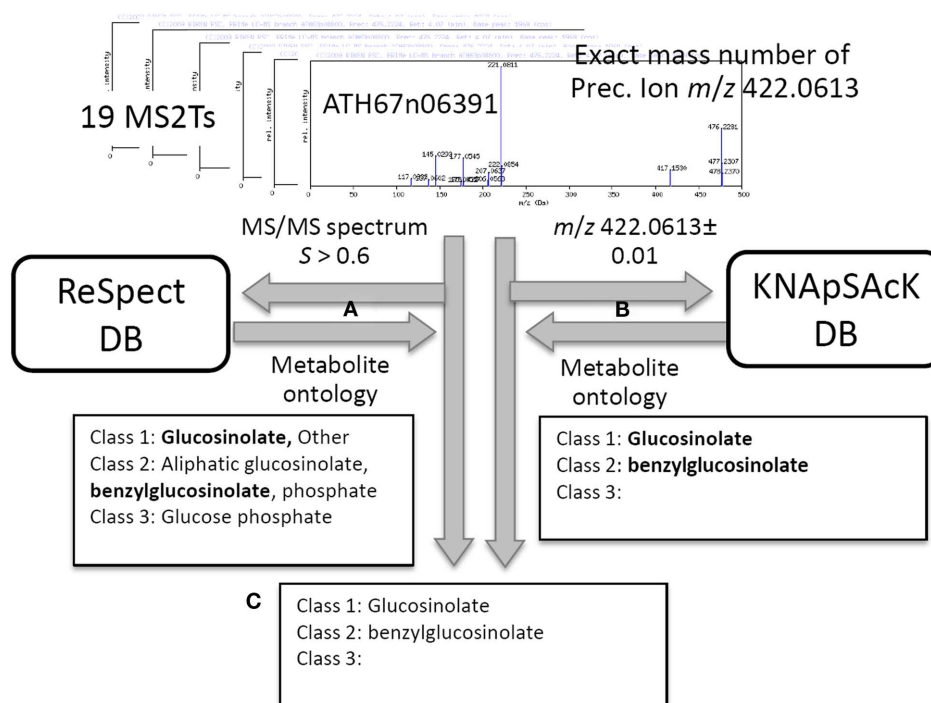 19 MS2Ts
ATH67n06391
Exact mass number of
Prec. Ion m/z 422.0613
rel. intensity
rel. intensity
221.0811
145.0290
177.0545
222.0854
207.0637
417.1530
476.2281
477.2307
478.2370
0 50 100 150 200 250 300 350 400 450 500
m/z (Da)
MS/MS spectrum
S > 0.6
m/z 422.0613±
0.01
ReSpect
DB
KNApSAcK
DB
A
B
Metabolite
ontology
Metabolite
ontology
Class 1: Glucosinolate, Other
Class 2: Aliphatic glucosinolate,
benzylglucosinolate, phosphate
Class 3: Glucose phosphate
Class 1: Glucosinolate
Class 2: benzylglucosinolate
Class 3:
C
Class 1: Glucosinolate
Class 2: benzylglucosinolate
Class 3: